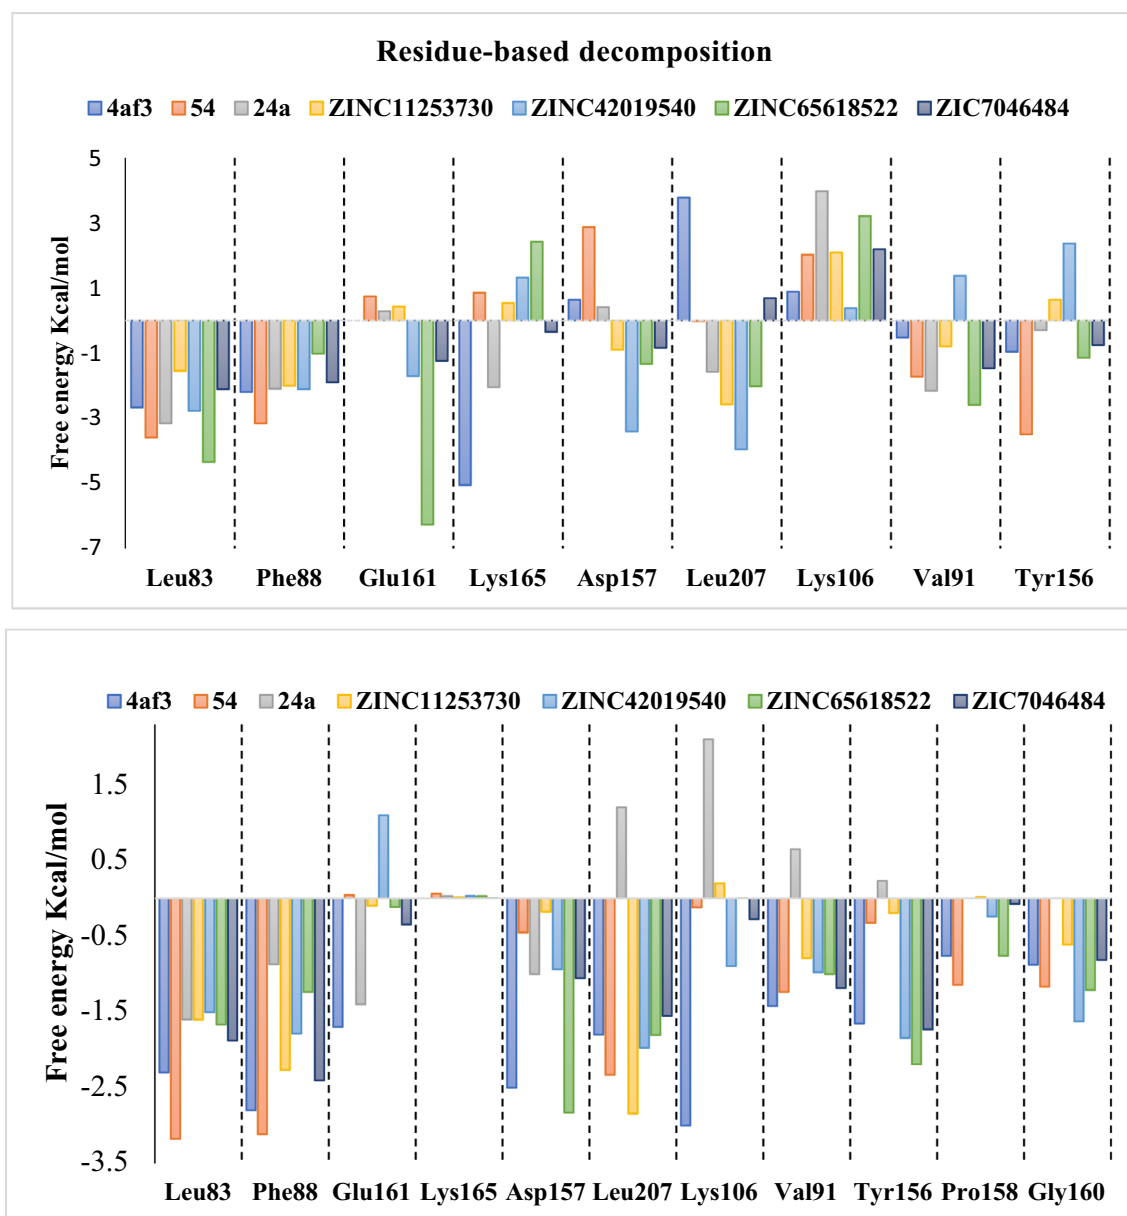 Residue-based decomposition
4af3 54 24a ZINC11253730 ZINC42019540 ZINC65618522 ZIC7046484
Free energy Kcal/mol
5
3
1
-1
-3
-5
-7
Leu83 Phe88 Glu161 Lys165 Asp157 Leu207 Lys106 Val91 Tyr156
4af3 54 24a ZINC11253730 ZINC42019540 ZINC65618522 ZIC7046484
Free energy Kcal/mol
1.5
0.5
-0.5
-1.5
-2.5
-3.5
Leu83 Phe88 Glu161 Lys165 Asp157 Leu207 Lys106 Val91 Tyr156 Pro158 Gly160